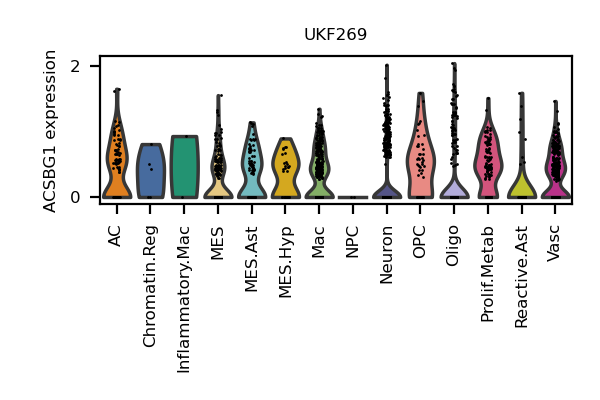 UKF269
ACSBG1 expression
2
0
AC
Chromatin.Reg
Inflammatory.Mac
MES
MES.Ast
MES.Hyp
Mac
NPC
Neuron
OPC
Oligo
Prolif.Metab
Reactive.Ast
Vasc